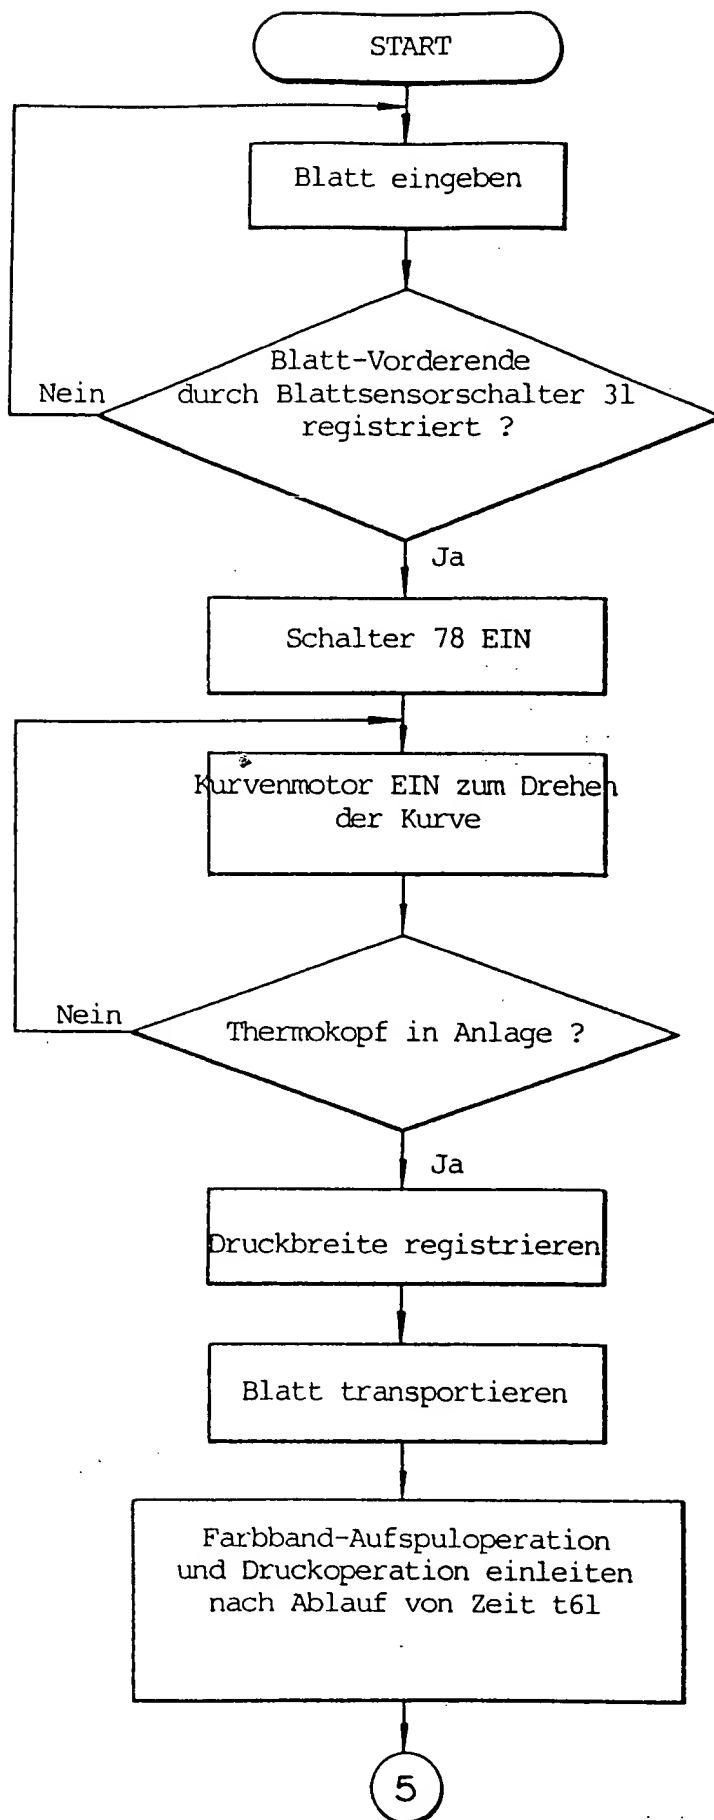 START
Blatt eingeben
Blatt-Vorderende
durch Blattsensorschalter 31
registriert ?
Nein
Ja
Schalter 78 EIN
Kurvenmotor EIN zum Drehen
der Kurve
Thermokopf in Anlage ?
Nein
Ja
Druckbreite registrieren
Blatt transportieren
Farbband-Aufspuloperation
und Druckoperation einleiten
nach Ablauf von Zeit t61
5